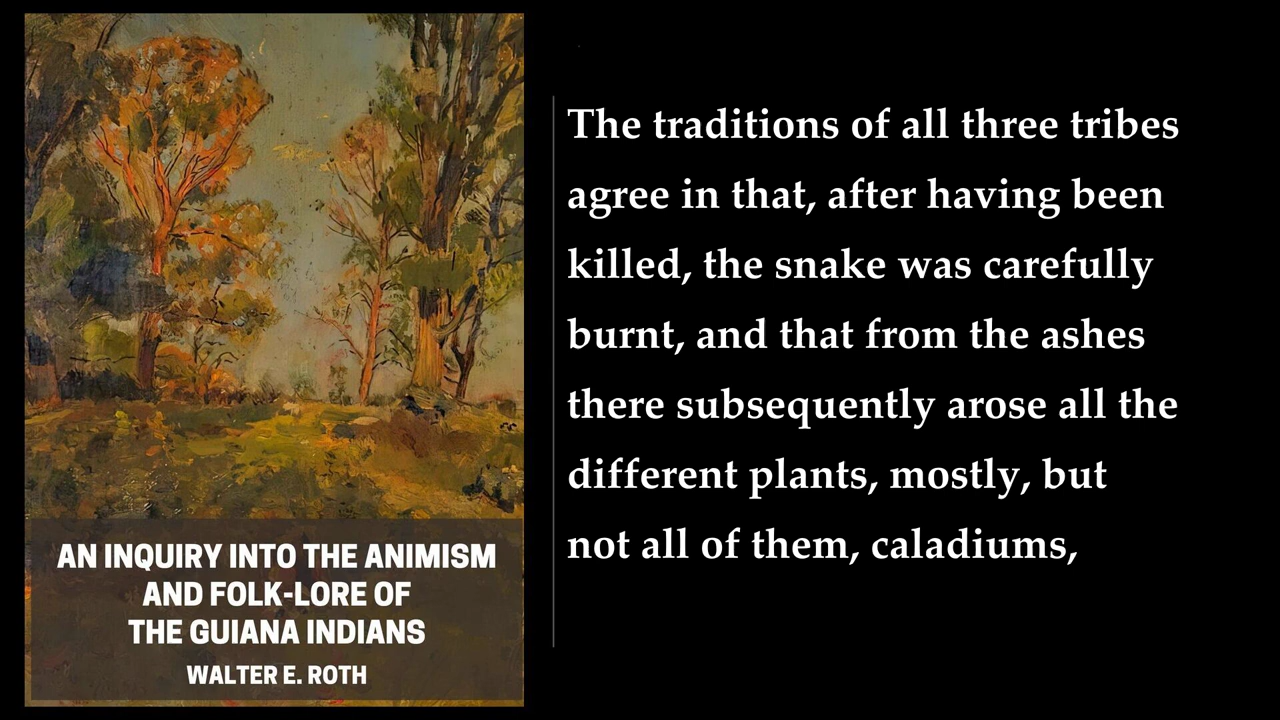 The traditions of all three tribes
agree in that, after having been
killed, the snake was carefully
burnt, and that from the ashes
there subsequently arose all the
different plants, mostly, but
not all of them, caladiums,
AN INQUIRY INTO THE ANIMISM
AND FOLK-LORE OF
THE GUIANA INDIANS
WALTER E. ROTH